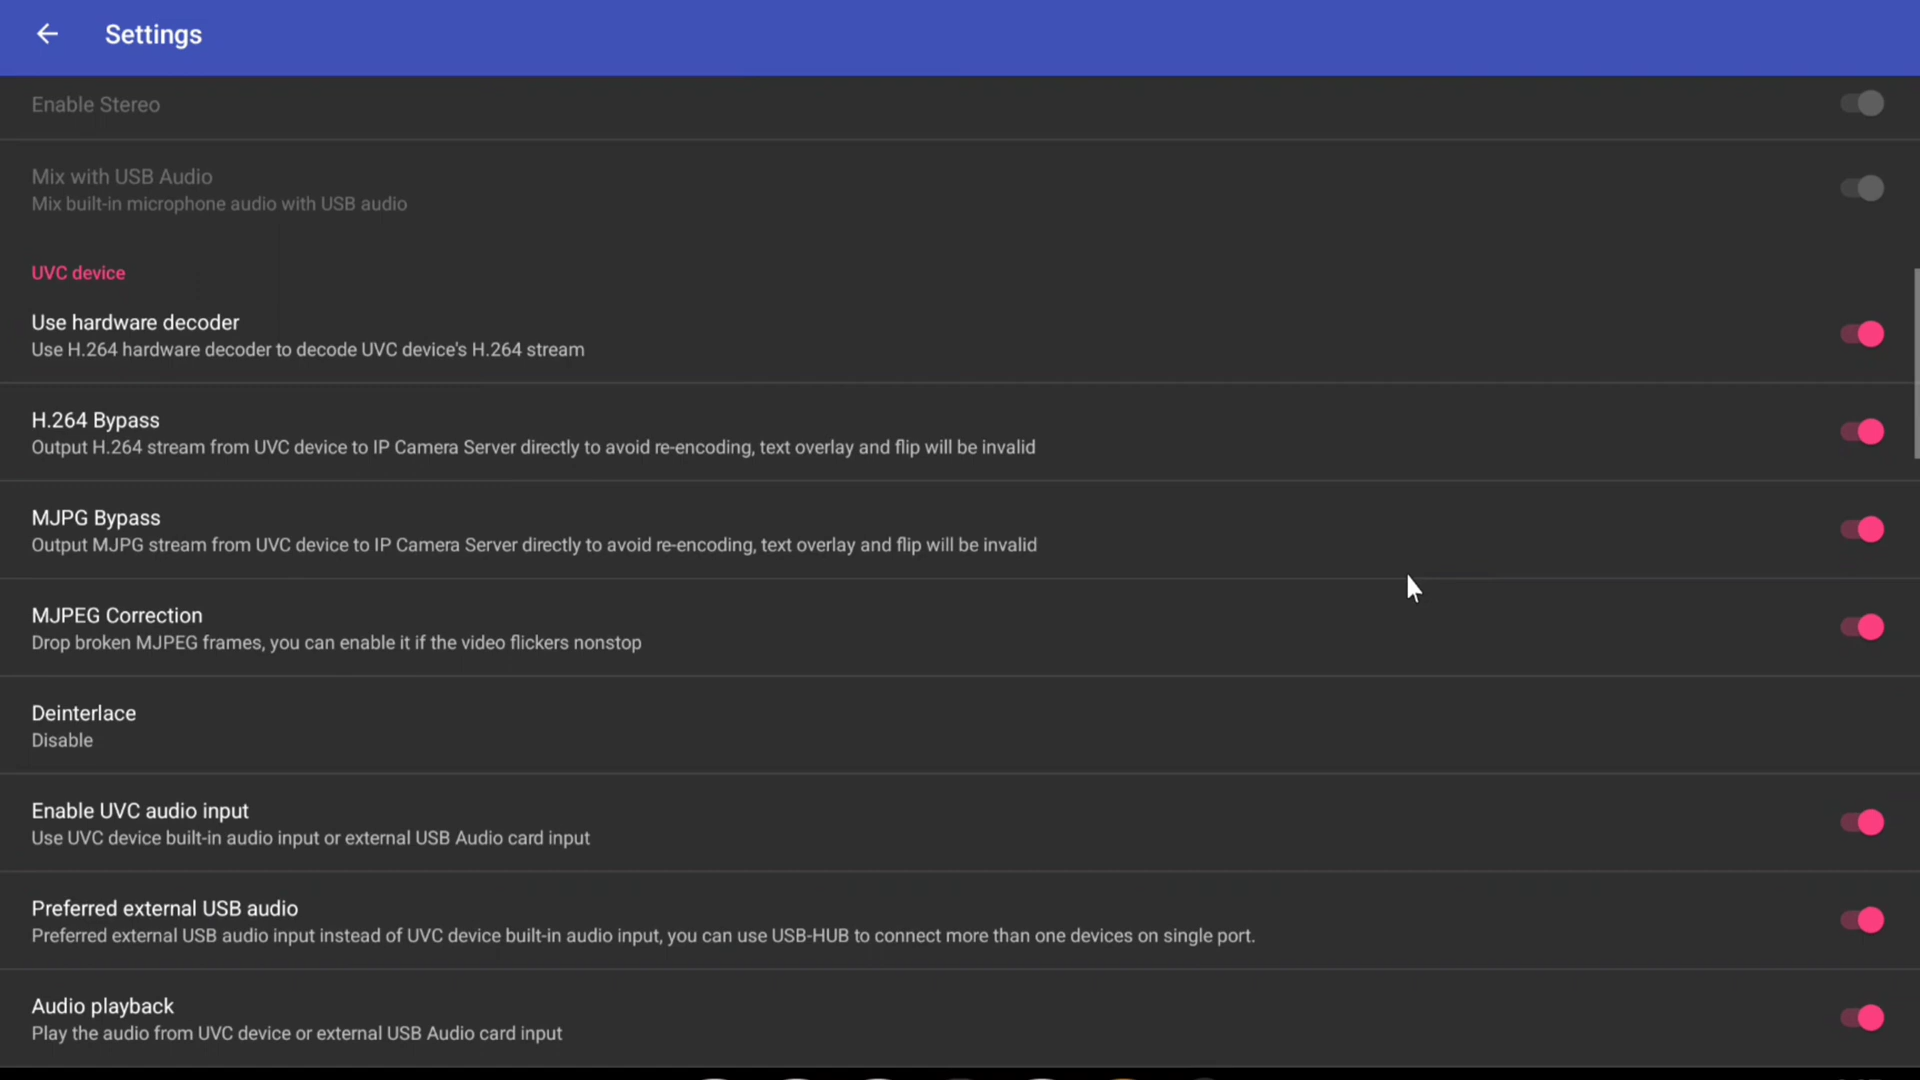 Settings
Enable Stereo
Mix with USB Audio
Mix built-in microphone audio with USB audio
UVC device
Use hardware decoder
Use H.264 hardware decoder to decode UVC device's H.264 stream
H.264 Bypass
Output H.264 stream from UVC device to IP Camera Server directly to avoid re-encoding, text overlay and flip will be invalid
MJPG Bypass
Output MJPG stream from UVC device to IP Camera Server directly to avoid re-encoding, text overlay and flip will be invalid
MJPEG Correction
Drop broken MJPEG frames, you can enable it if the video flickers nonstop
Deinterlace
Disable
Enable UVC audio input
Use UVC device built-in audio input or external USB Audio card input
Preferred external USB audio
Preferred external USB audio input instead of UVC device built-in audio input, you can use USB-HUB to connect more than one devices on single port.
Audio playback
Play the audio from UVC device or external USB Audio card input